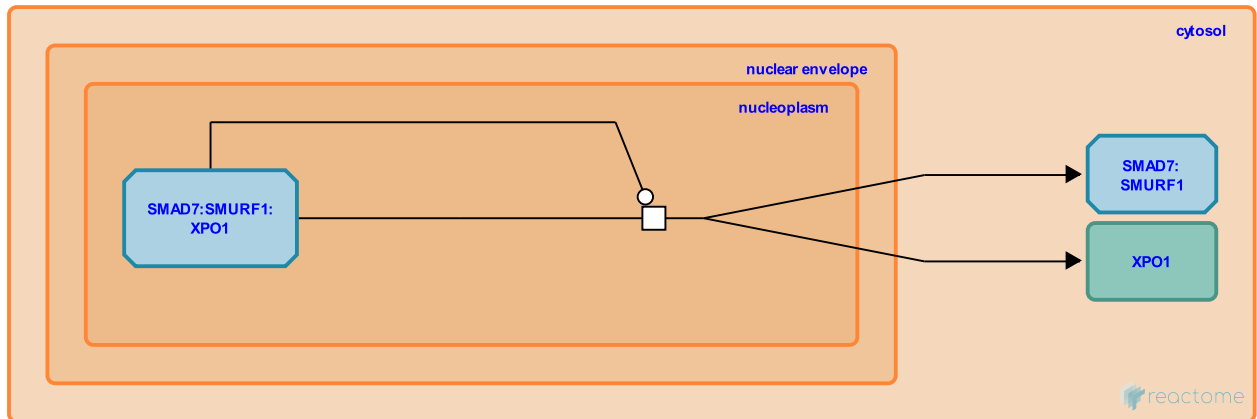 cytosol
nuclear envelope
nucleoplasm
SMAD7:SMURF1:
XPO1
SMAD7:
SMURF1
XPO1
reactome